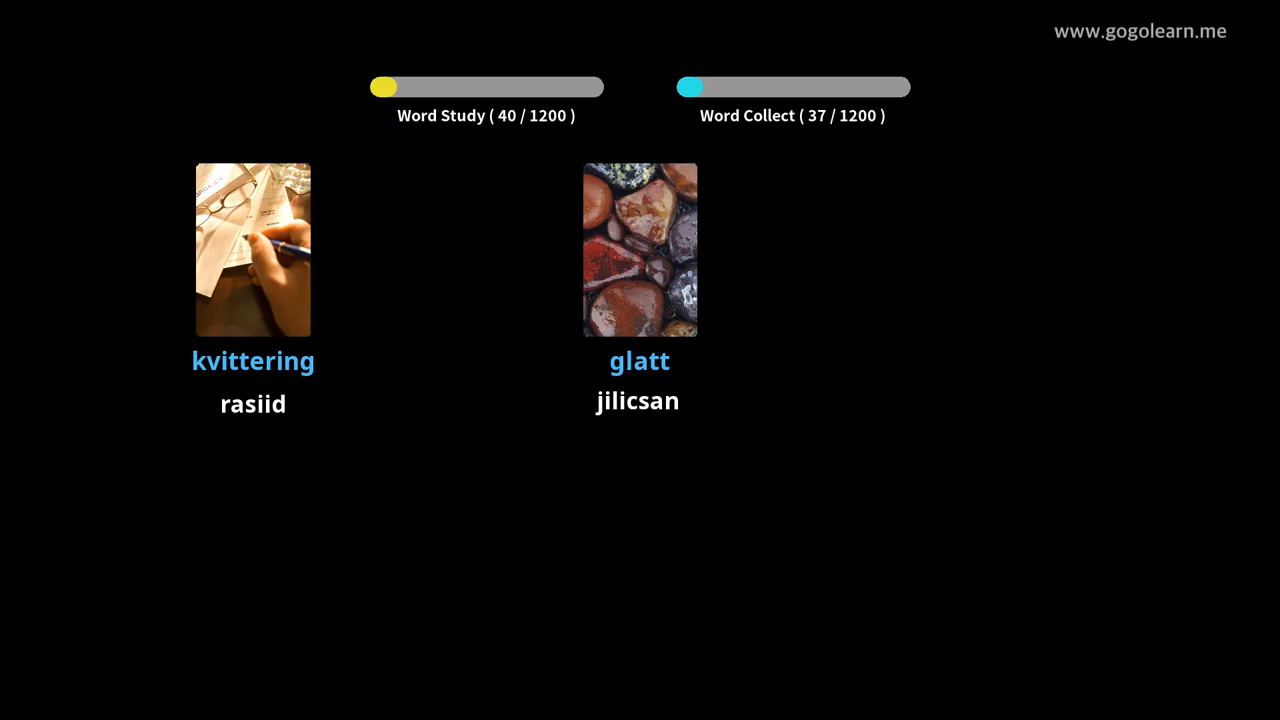 www.gogolearn.me
Word Study ( 40 / 1200 )
Word Collect ( 37 / 1200 )
kvittering
glatt
rasiid
jilicsan